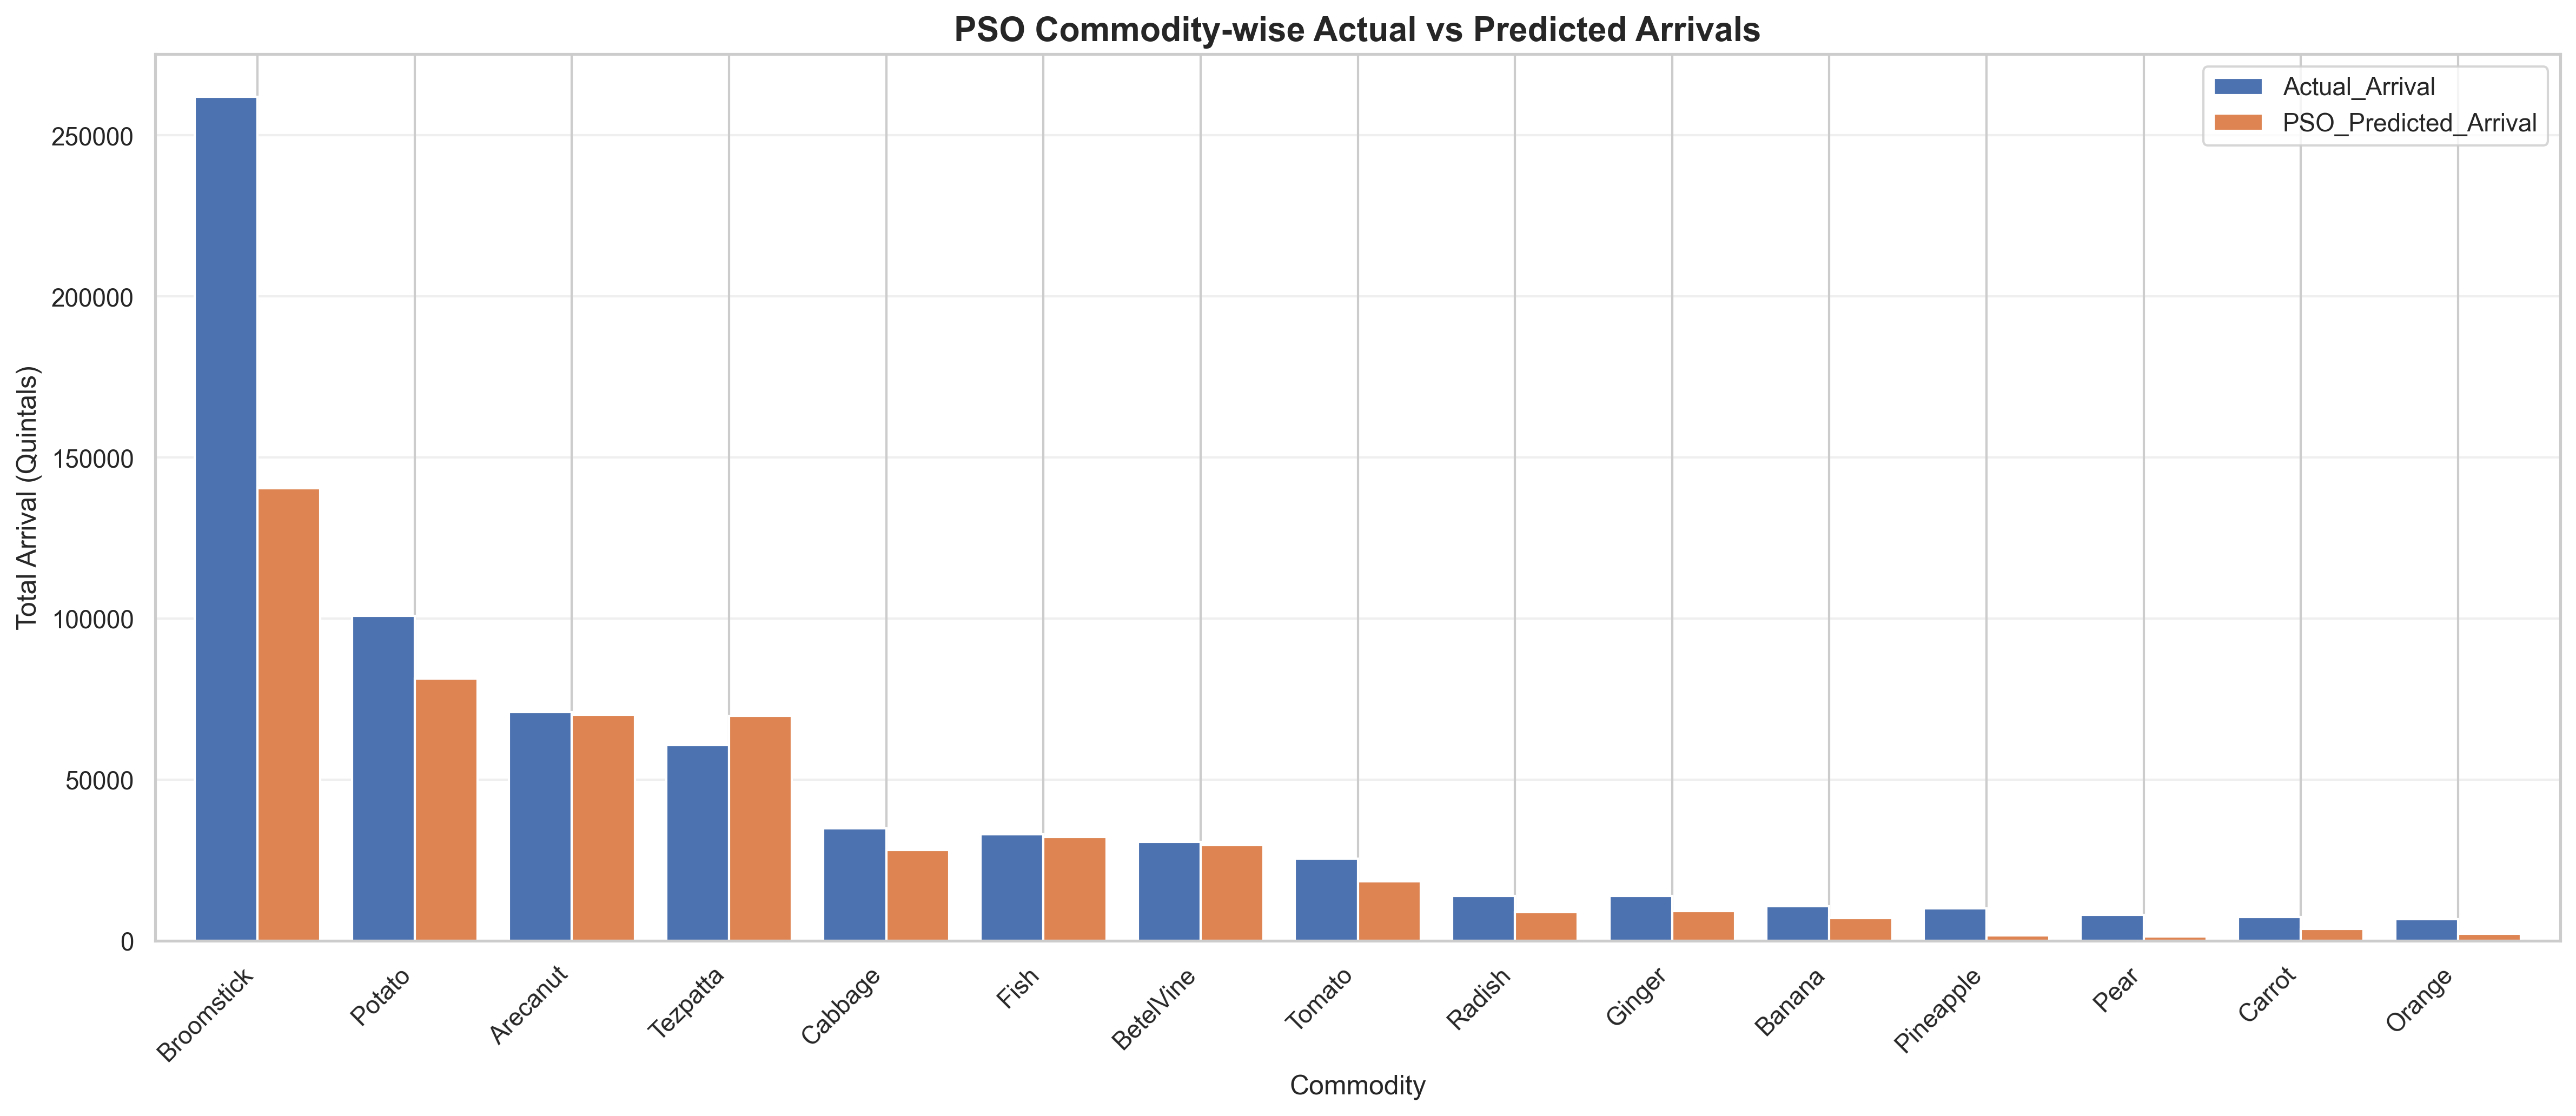 PSO Commodity-wise Actual vs Predicted Arrivals
Actual_Arrival
PSO_Predicted_Arrival
Total Arrival (Quintals)
250000
200000
150000
100000
50000
0
Broomstick
Potato
Arecanut
Tezpatta
Cabbage
Fish
BetelVine
Tomato
Radish
Ginger
Banana
Pineapple
Pear
Carrot
Orange
Commodity